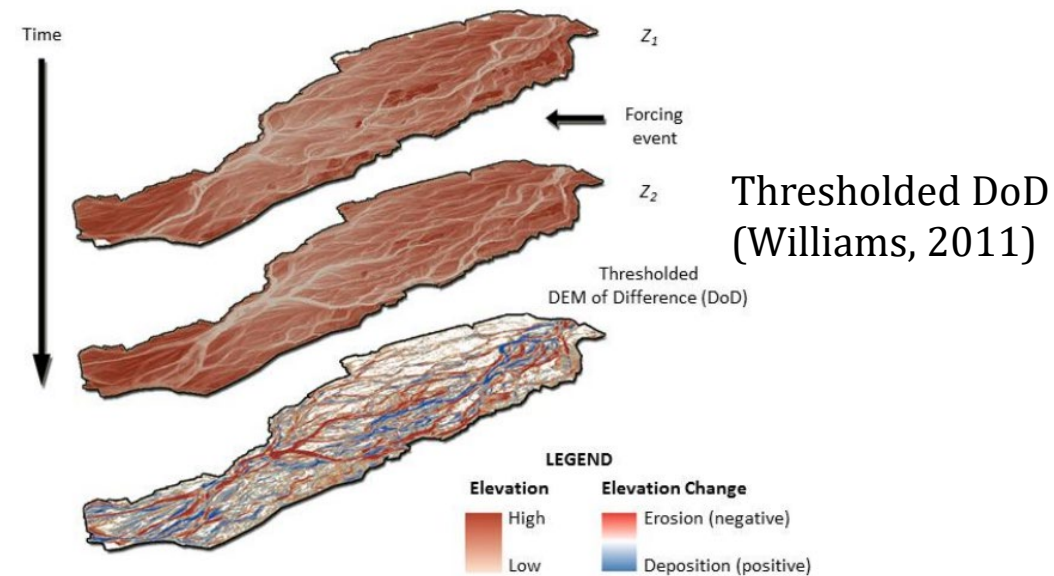 Time
Z1
Forcing
event
Z2
Thresholded DoD
(Williams, 2011)
Thresholded
DEM of Difference (DoD)
LEGEND
Elevation
High
Low
Elevation Change
Erosion (negative)
Deposition (positive)